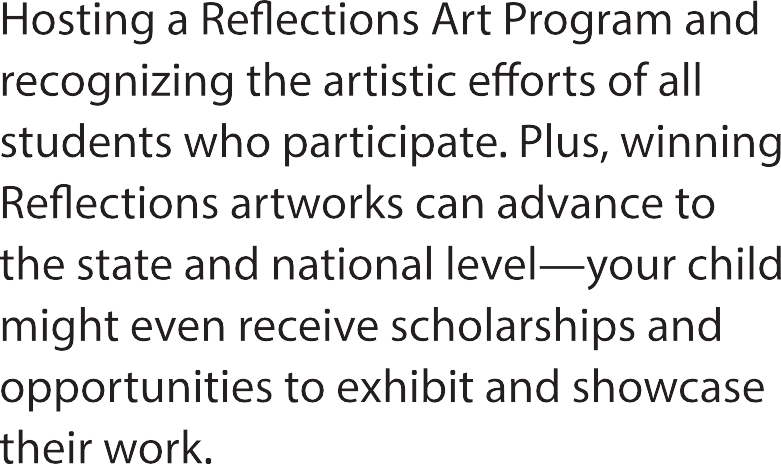 Hosting a Reflections Art Program and
recognizing the artistic efforts of all
students who participate. Plus, winning
Reflections artworks can advance to
the state and national level—your child
might even receive scholarships and
opportunities to exhibit and showcase
their work.